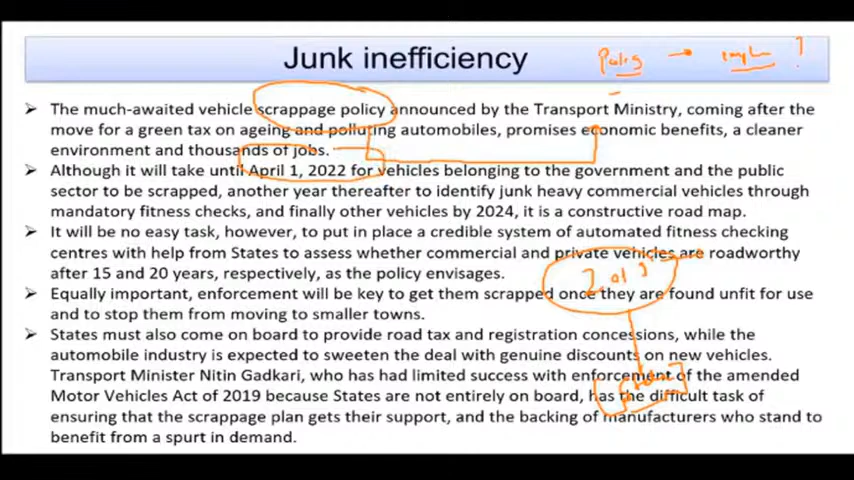 Junk inefficiency
Policy → impl ?
➢ The much-awaited vehicle scrappage policy announced by the Transport Ministry, coming after the
move for a green tax on ageing and polluting automobiles, promises economic benefits, a cleaner
environment and thousands of jobs.
➢ Although it will take until April 1, 2022 for vehicles belonging to the government and the public
sector to be scrapped, another year thereafter to identify junk heavy commercial vehicles through
mandatory fitness checks, and finally other vehicles by 2024, it is a constructive road map.
➢ It will be no easy task, however, to put in place a credible system of automated fitness checking
centres with help from States to assess whether commercial and private vehicles are roadworthy
after 15 and 20 years, respectively, as the policy envisages.
➢ Equally important, enforcement will be key to get them scrapped once they are found unfit for use
and to stop them from moving to smaller towns.
➢ States must also come on board to provide road tax and registration concessions, while the
automobile industry is expected to sweeten the deal with genuine discounts on new vehicles.
Transport Minister Nitin Gadkari, who has had limited success with enforcement of the amended
Motor Vehicles Act of 2019 because States are not entirely on board, has the difficult task of
ensuring that the scrappage plan gets their support, and the backing of manufacturers who stand to
benefit from a spurt in demand.